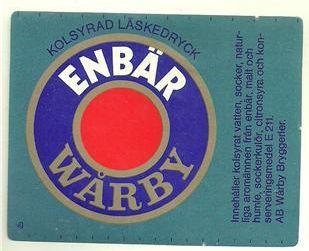 KOLSYRAD LÄSKEDRYCK
ENBÄR
WÅRBY
Innehåller kolsyrat vatten, socker, natur-
liga aromämnen från enbär, malt och
humle, sockerkulör, citronsyra och kon-
serveringsmedel E 211.
AB Wårby Bryggerier.